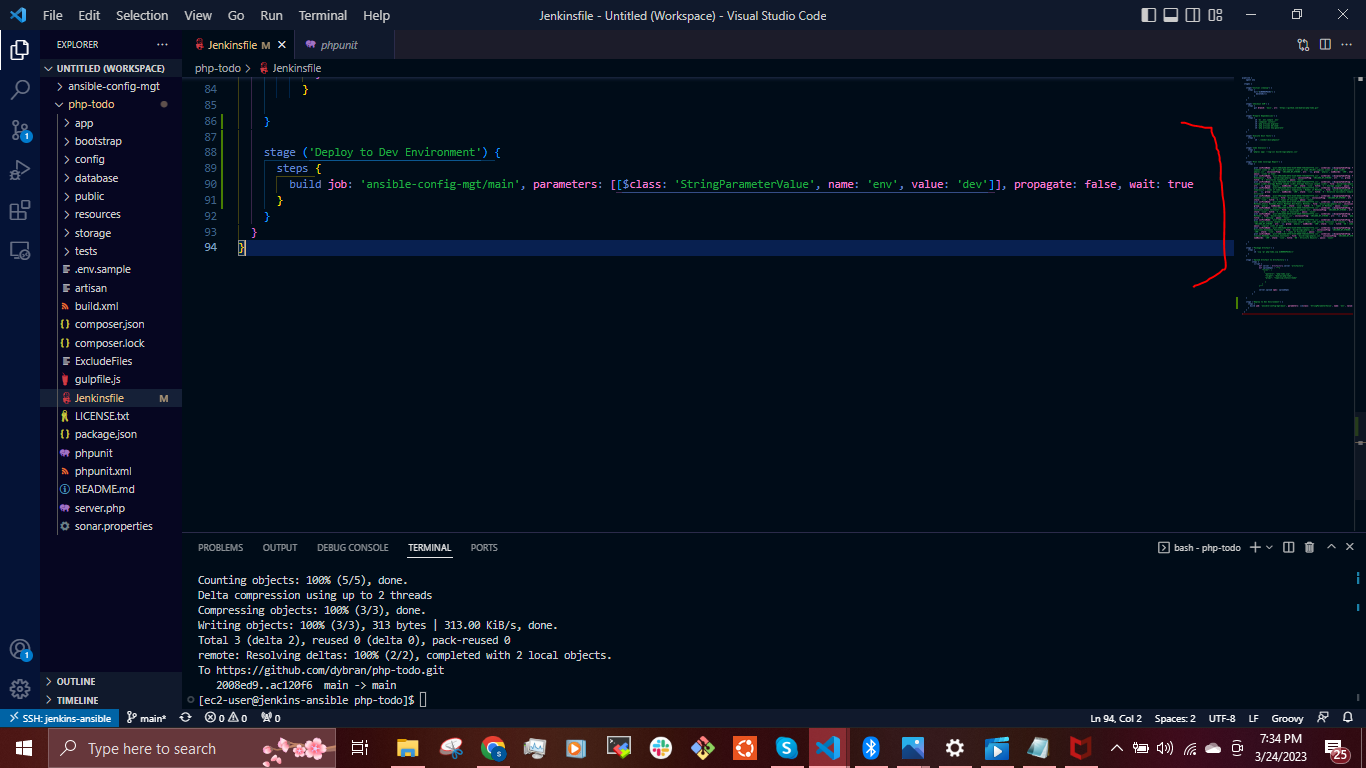 File Edit Selection View Go Run Terminal Help
Jenkinsfile - Untitled (Workspace) - Visual Studio Code
EXPLORER
UNTITLED (WORKSPACE)
ansible-config-mgt
php-todo
app
bootstrap
config
database
public
resources
storage
tests
.env.sample
artisan
build.xml
composer.json
composer.lock
ExcludeFiles
gulpfile.js
Jenkinsfile M
LICENSE.txt
package.json
phpunit
phpunit.xml
README.md
server.php
sonar.properties
OUTLINE
TIMELINE
1
1
Jenkinsfile M
phpunit
php-todo > Jenkinsfile
84 }
85
86 }
87
88 stage ('Deploy to Dev Environment') {
89 steps {
90 build job: 'ansible-config-mgt/main', parameters: [[$class: 'StringParameterValue', name: 'env', value: 'dev']], propagate: false, wait: true
91 }
92 }
93 }
94 }
PROBLEMS OUTPUT DEBUG CONSOLE TERMINAL PORTS
bash - php-todo
Counting objects: 100% (5/5), done.
Delta compression using up to 2 threads
Compressing objects: 100% (3/3), done.
Writing objects: 100% (3/3), 313 bytes | 313.00 KiB/s, done.
Total 3 (delta 2), reused 0 (delta 0), pack-reused 0
remote: Resolving deltas: 100% (2/2), completed with 2 local objects.
To https://github.com/dybran/php-todo.git
2008ed9..ac120f6 main -> main
[ec2-user@jenkins-ansible php-todo]$
SSH: jenkins-ansible main* 0 0 0
Ln 94, Col 2 Spaces: 2 UTF-8 LF Groovy
Type here to search
7:34 PM
3/24/2023
25